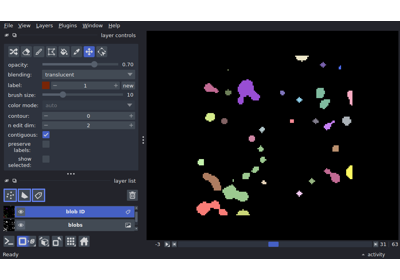 File View Layers Plugins Window Help
layer controls
opacity: 0.70
blending: translucent
label: 1 new
brush size: 10
color mode: auto
contour: 0
n edit dim: 2
contiguous:
preserve
labels:
show
selected:
layer list
blob ID
blobs
-3 31 63
Ready activity